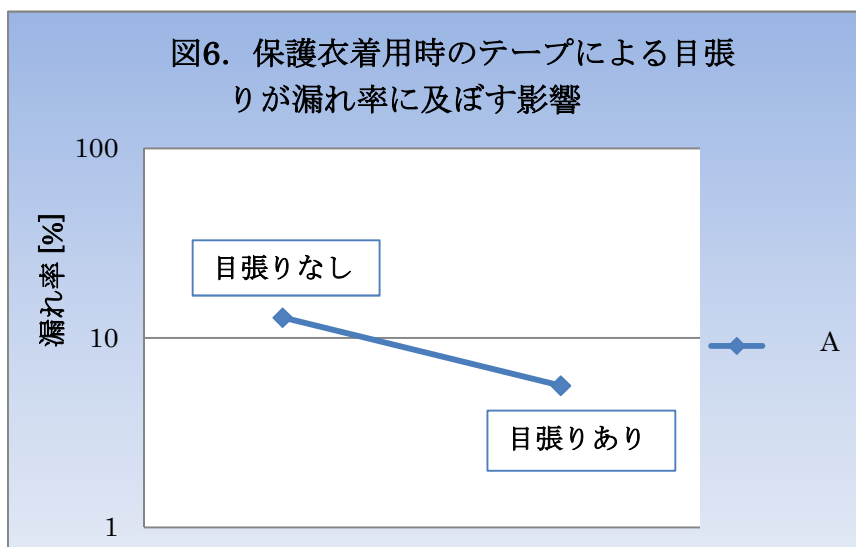 図6. 保護衣着用時のテープによる目張
りが漏れ率に及ぼす影響
100
漏れ率 [%]
目張りなし
10
A
目張りあり
1